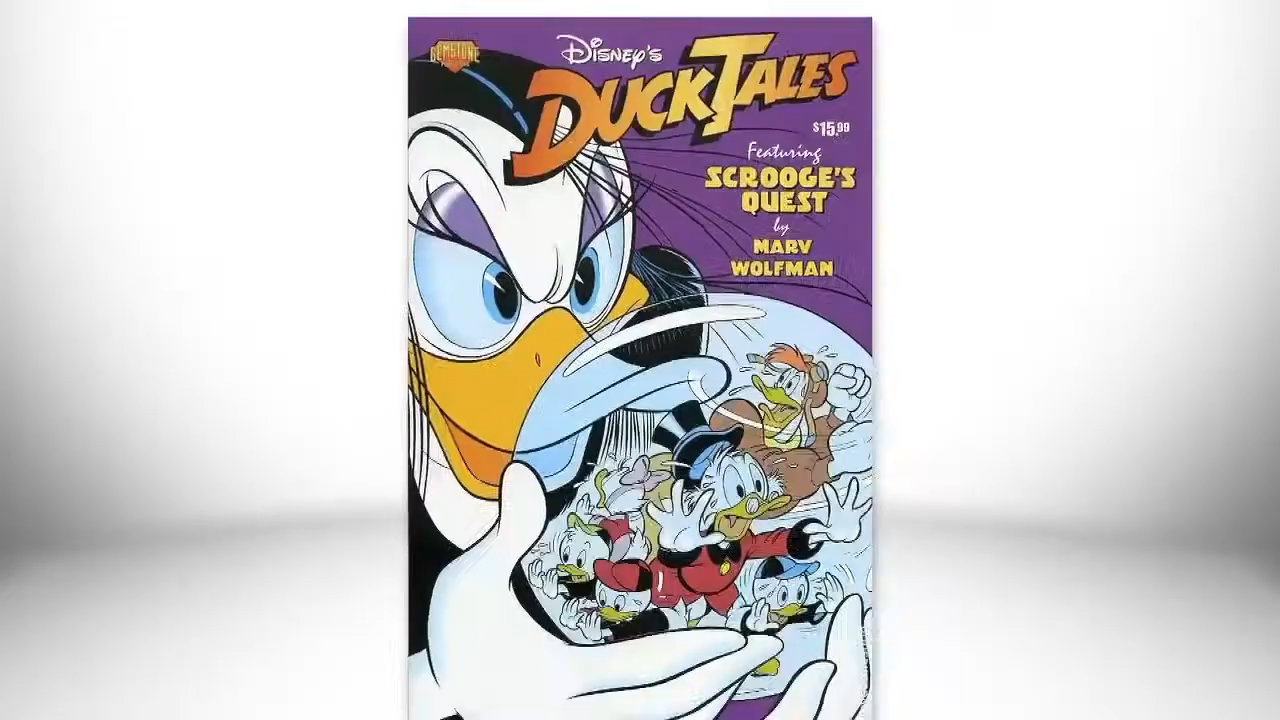 GEMSTONE
DISNEY'S
DUCKTALES
$15.99
Featuring
SCROOGE'S
QUEST
by
MARV
WOLFMAN